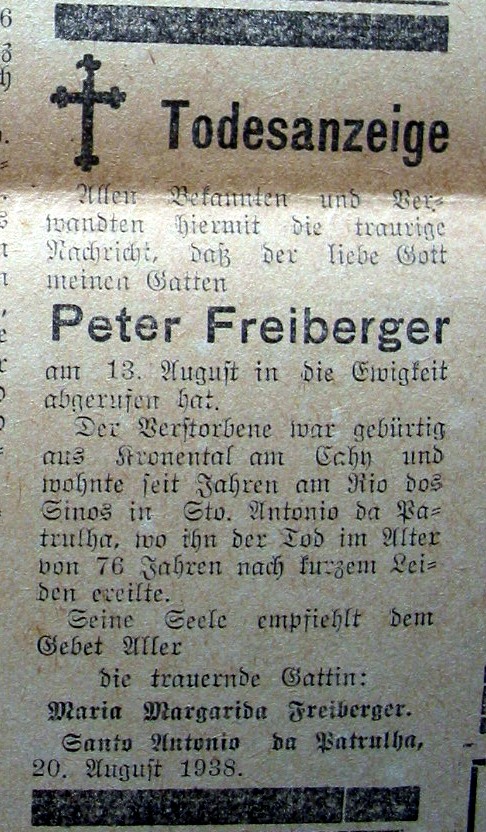 Todesanzeige
Allen Bekannten und Ver-
wandten hiermit die traurige
Nachricht, daß der liebe Gott
meinen Gatten
Peter Freiberger
am 13. August in die Ewigkeit
abgerufen hat.
Der Verstorbene war gebürtig
aus Kronental am Cahy und
wohnte seit Jahren am Rio dos
Sinos in Sto. Antonio da Pa-
trulha, wo ihn der Tod im Alter
von 76 Jahren nach kurzem Lei-
den ereilte.
Seine Seele empfiehlt dem
Gebet Aller
die trauernde Gattin:
Maria Margarida Freiberger.
Santo Antonio da Patrulha,
20. August 1938.